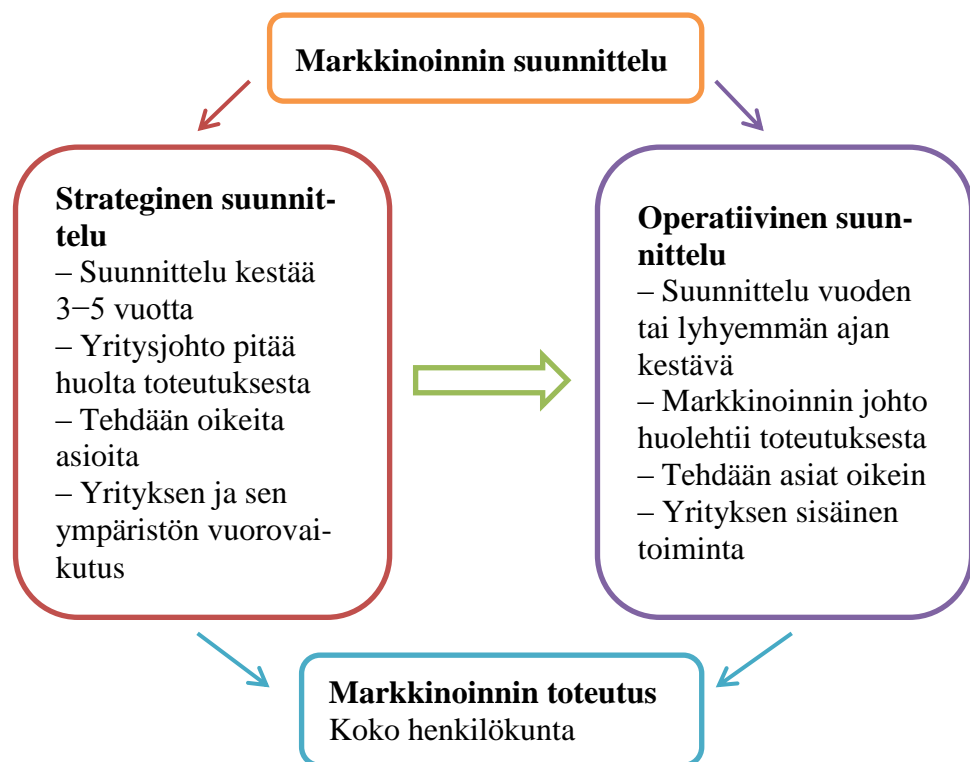 Markkinoinnin suunnittelu
Strateginen suunnit-
telu
– Suunnittelu kestää
3−5 vuotta
– Yritysjohto pitää
huolta toteutuksesta
– Tehdään oikeita
asioita
– Yrityksen ja sen
ympäristön vuorovai-
kutus
Operatiivinen suun-
nittelu
– Suunnittelu vuoden
tai lyhyemmän ajan
kestävä
– Markkinoinnin johto
huolehtii toteutuksesta
– Tehdään asiat oikein
– Yrityksen sisäinen
toiminta
Markkinoinnin toteutus
Koko henkilökunta